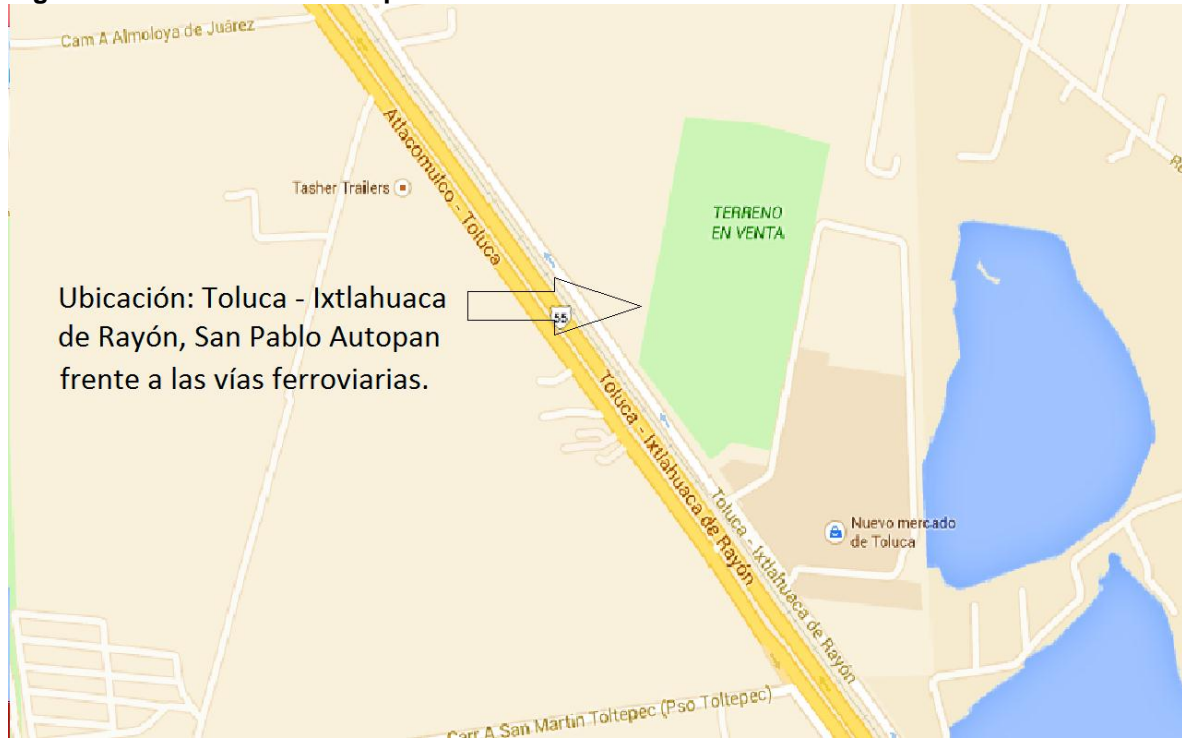 Cam A Almoloya de Juárez
Atlacomulco - Toluca
Tasher Trailers
TERRENO
EN VENTA
Ubicación: Toluca - Ixtlahuaca
de Rayón, San Pablo Autopan
frente a las vías ferroviarias.
55
Toluca - Ixtlahuaca de Rayón
Toluca - Ixtlahuaca de Rayón
Nuevo mercado
de Toluca
Carr A San Martin Toltepec (Pso Toltepec)